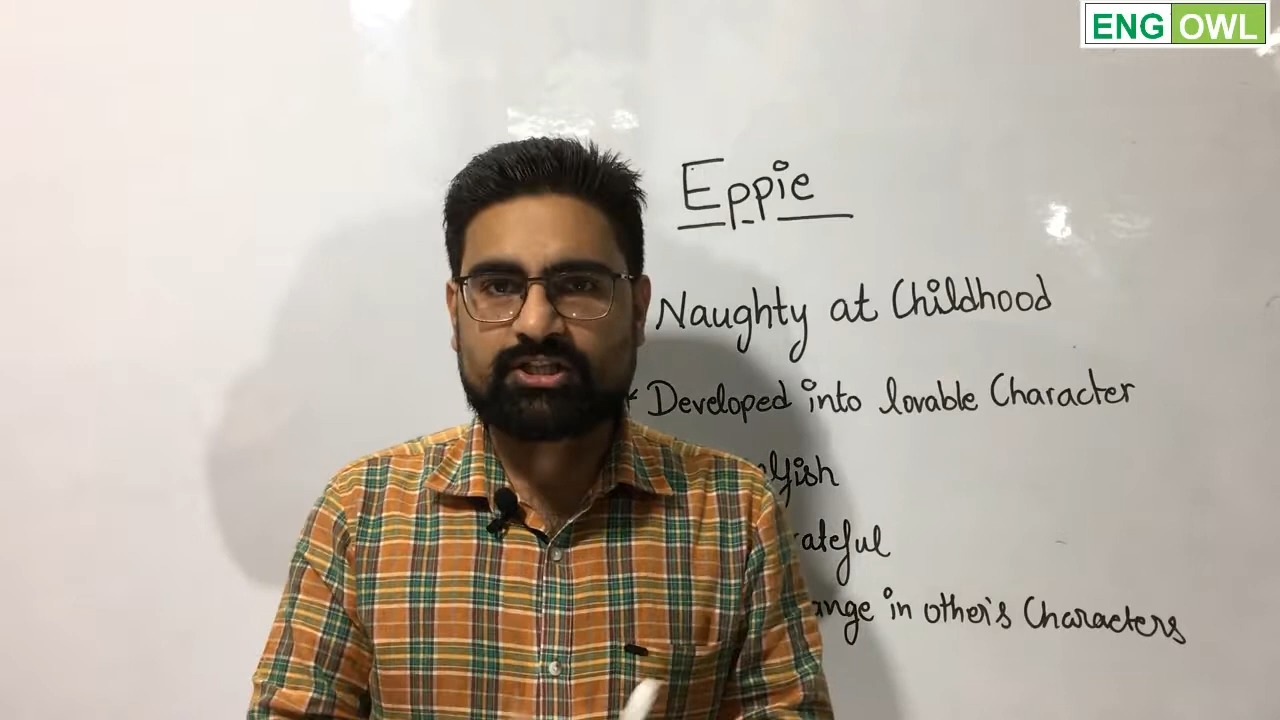 ENG OWL
Eppie
Naughty at Childhood
* Developed into lovable Character
in other's Characters